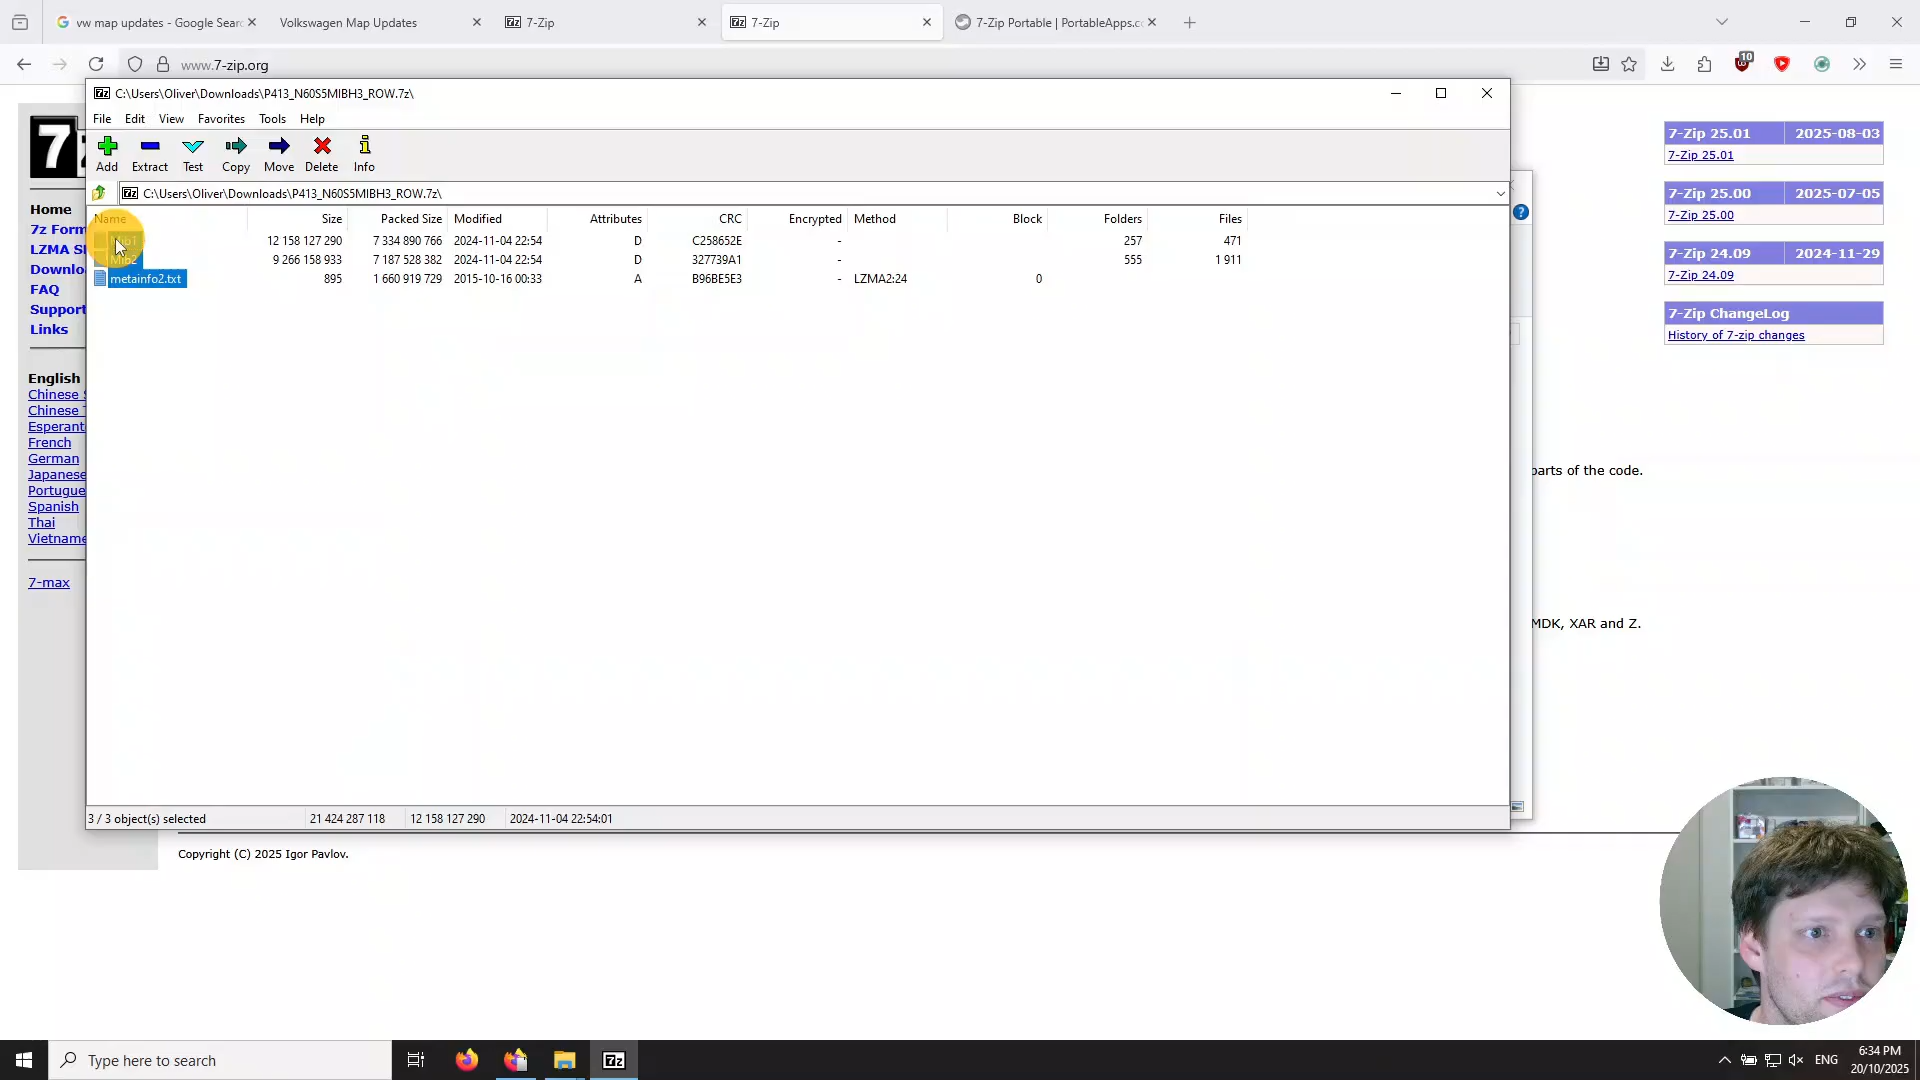 vw map updates - Google Sear
Volkswagen Map Updates
7-Zip
7-Zip
7-Zip Portable | PortableApps.c
www.7-zip.org
10
C:\Users\Oliver\Downloads\P413_N60S5MIBH3_ROW.7z\
File Edit View Favorites Tools Help
Add Extract Test Copy Move Delete Info
C:\Users\Oliver\Downloads\P413_N60S5MIBH3_ROW.7z\
Name Size Packed Size Modified Attributes CRC Encrypted Method Block Folders Files
Mib1 12 158 127 290 7 334 890 766 2024-11-04 22:54 D C258652E - 257 471
Mib2 9 266 158 933 7 187 528 382 2024-11-04 22:54 D 327739A1 - 555 1 911
metainfo2.txt 895 1 660 919 729 2015-10-16 00:33 A B96BE5E3 - LZMA2:24 0
3 / 3 object(s) selected 21 424 287 118 12 158 127 290 2024-11-04 22:54:01
Home
7z Form
LZMA S
Downlo
FAQ
Support
Links
English
Chinese
Chinese
Esperant
French
German
Japanese
Portugue
Spanish
Thai
Vietname
7-max
7-Zip 25.01 2025-08-03
7-Zip 25.01
7-Zip 25.00 2025-07-05
7-Zip 25.00
7-Zip 24.09 2024-11-29
7-Zip 24.09
7-Zip ChangeLog
History of 7-zip changes
parts of the code.
MDK, XAR and Z.
Copyright (C) 2025 Igor Pavlov.
Type here to search
ENG
6:34 PM
20/10/2025